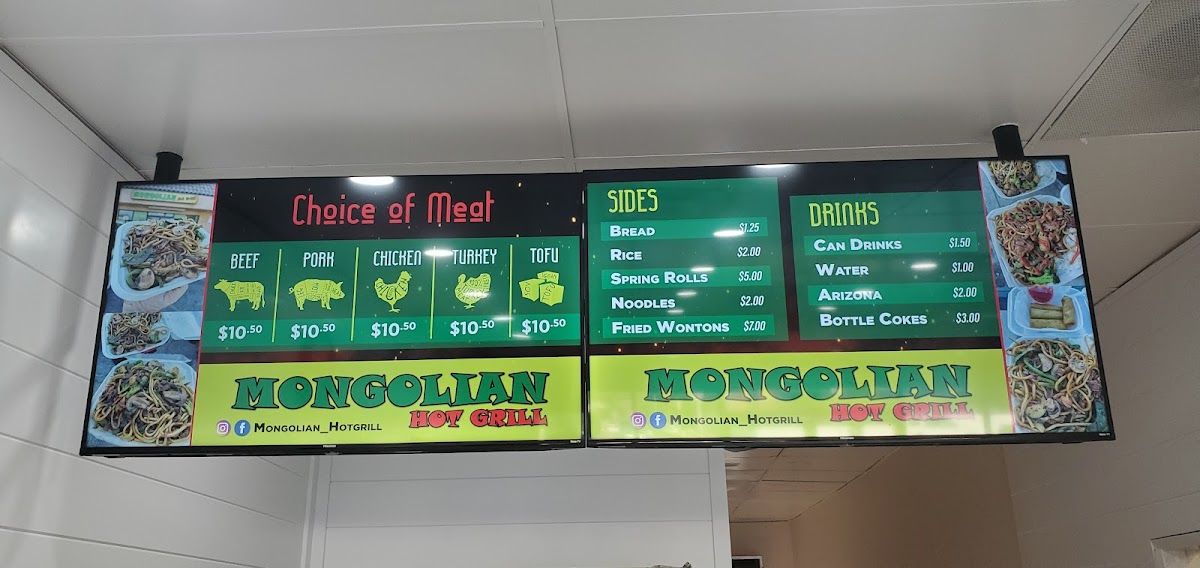 Choice of Meat
BEEF PORK CHICKEN TURKEY TOFU
$10.50 $10.50 $10.50 $10.50 $10.50
MONGOLIAN
HOT GRILL
Mongolian_Hotgrill
SIDES
Bread $1.25
Rice $2.00
Spring Rolls $5.00
Noodles $2.00
Fried Wontons $7.00
DRINKS
Can Drinks $1.50
Water $1.00
Arizona $2.00
Bottle Cokes $3.00
MONGOLIAN
HOT GRILL
Mongolian_Hotgrill